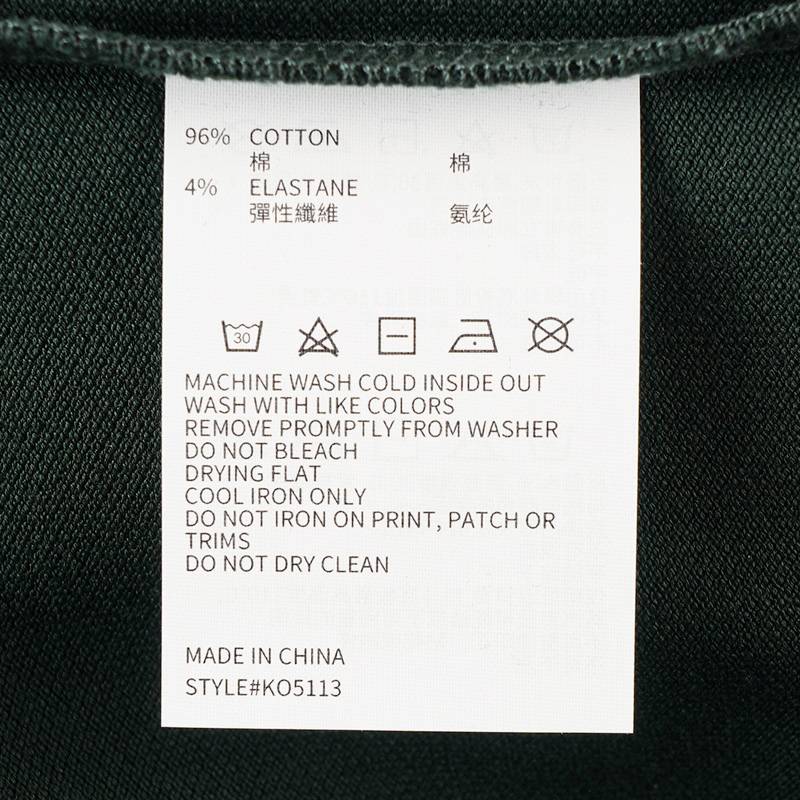 96% COTTON
棉 棉
4% ELASTANE
彈性纖維 氨纶
30
MACHINE WASH COLD INSIDE OUT
WASH WITH LIKE COLORS
REMOVE PROMPTLY FROM WASHER
DO NOT BLEACH
DRYING FLAT
COOL IRON ONLY
DO NOT IRON ON PRINT, PATCH OR
TRIMS
DO NOT DRY CLEAN
MADE IN CHINA
STYLE#KO5113